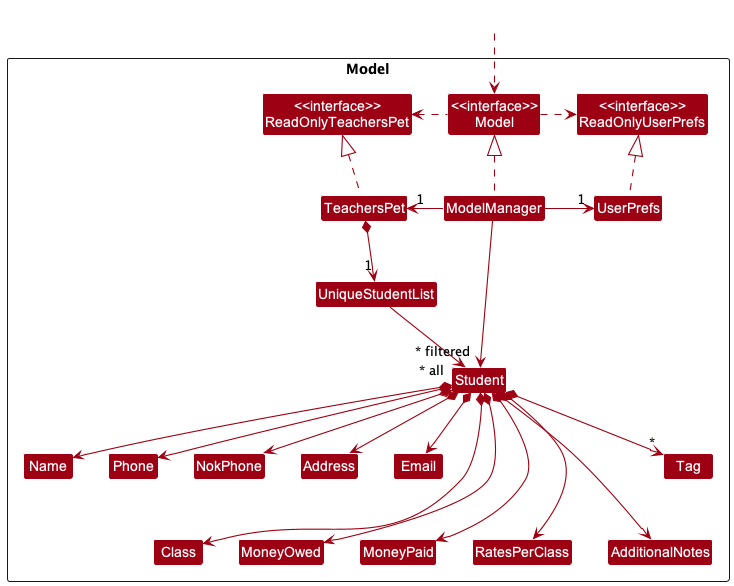 Model
<<interface>>
ReadOnlyTeachersPet
<<interface>>
Model
<<interface>>
ReadOnlyUserPrefs
TeachersPet
1
ModelManager
1
UserPrefs
1
UniqueStudentList
* filtered
* all
Student
*
Name
Phone
NokPhone
Address
Email
Tag
Class
MoneyOwed
MoneyPaid
RatesPerClass
AdditionalNotes